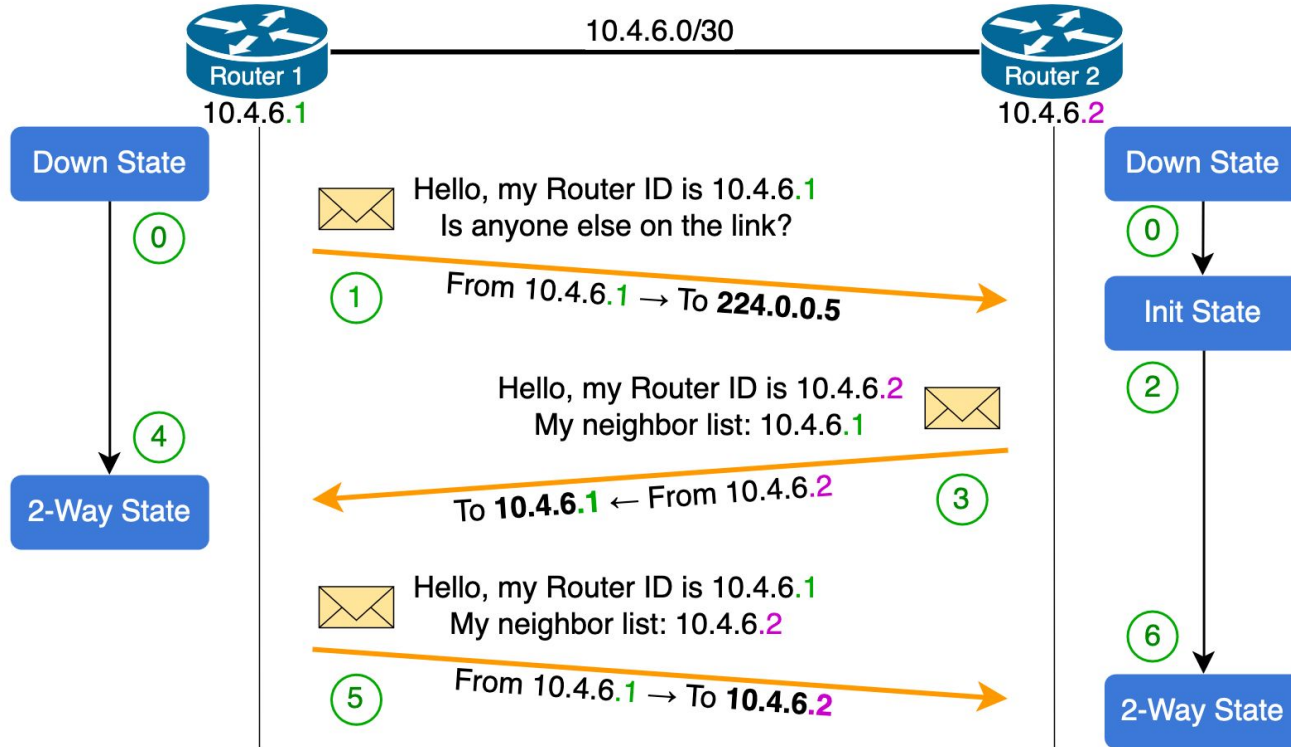 10.4.6.0/30
Router 1
Router 2
10.4.6.1
10.4.6.2
Down State
Down State
0
0
Hello, my Router ID is 10.4.6.1
Is anyone else on the link?
1
From 10.4.6.1 → To 224.0.0.5
Init State
2
Hello, my Router ID is 10.4.6.2
My neighbor list: 10.4.6.1
4
To 10.4.6.1 ← From 10.4.6.2
3
2-Way State
Hello, my Router ID is 10.4.6.1
My neighbor list: 10.4.6.2
6
5
From 10.4.6.1 → To 10.4.6.2
2-Way State